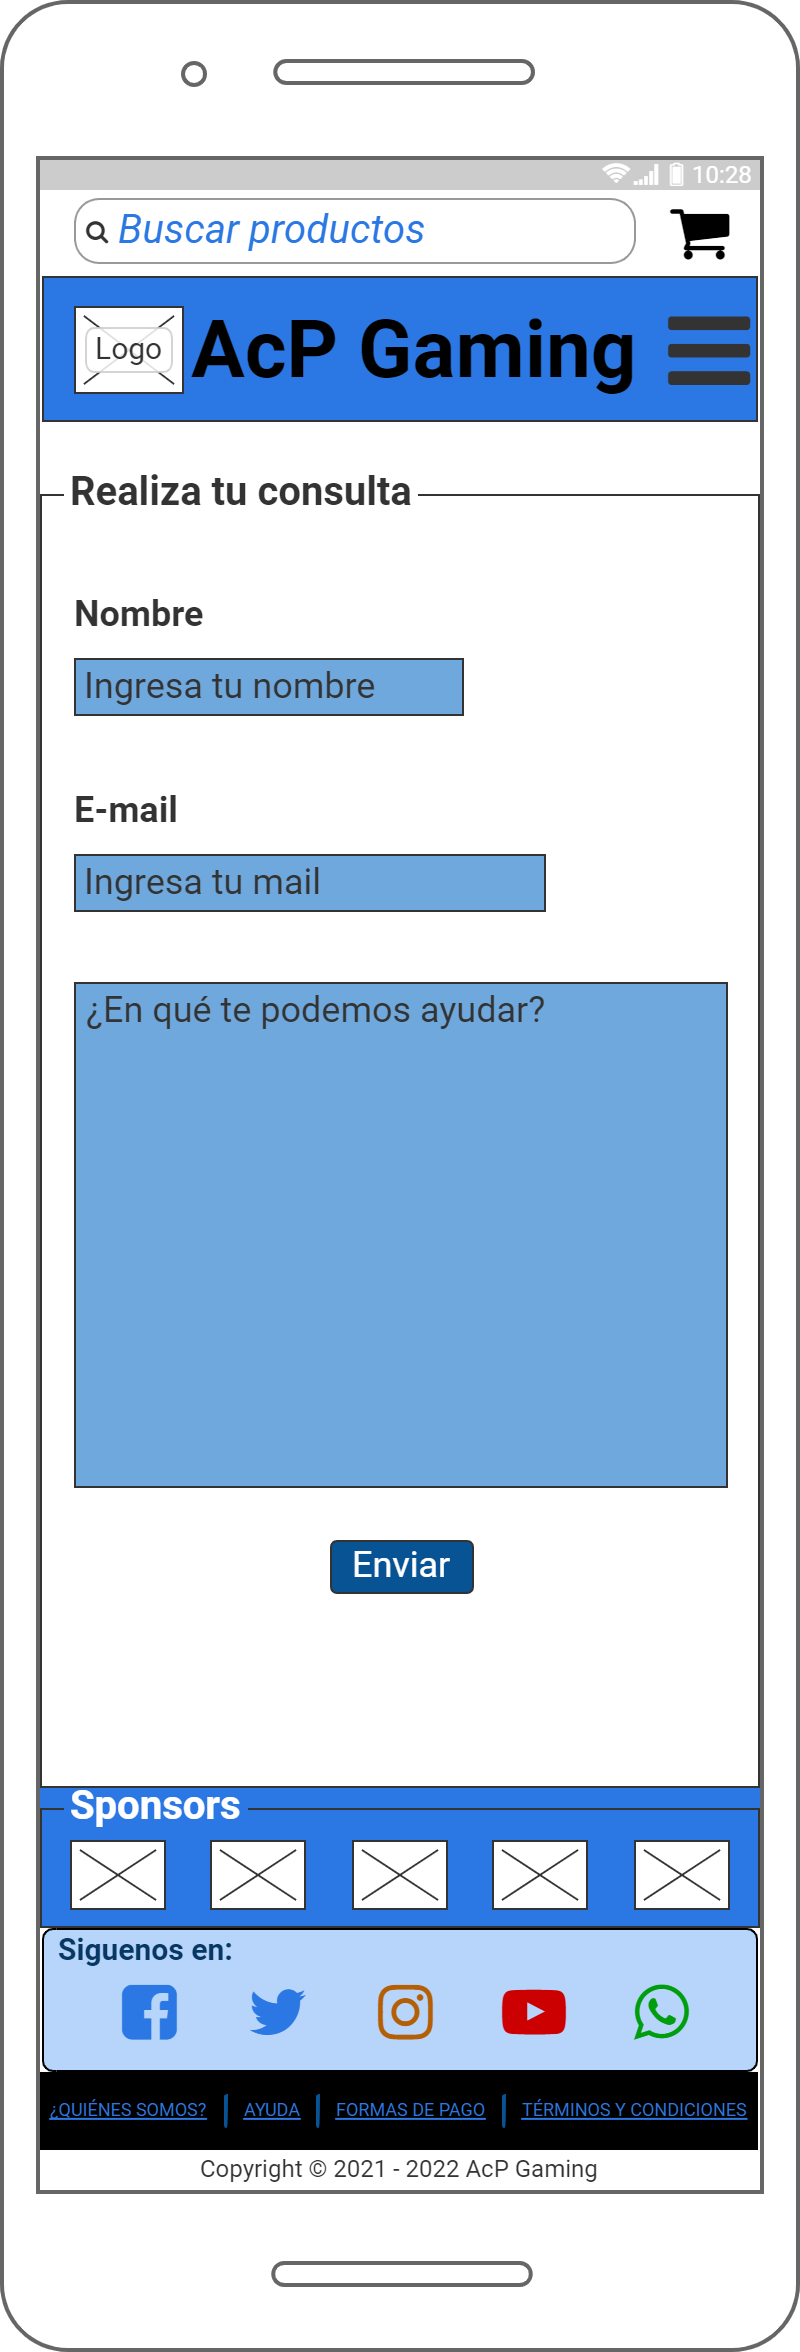 10:28
Buscar productos
Logo
AcP Gaming
Realiza tu consulta
Nombre
Ingresa tu nombre
E-mail
Ingresa tu mail
¿En qué te podemos ayudar?
Enviar
Sponsors
Siguenos en:
¿QUIÉNES SOMOS? AYUDA FORMAS DE PAGO TÉRMINOS Y CONDICIONES
Copyright © 2021 - 2022 AcP Gaming